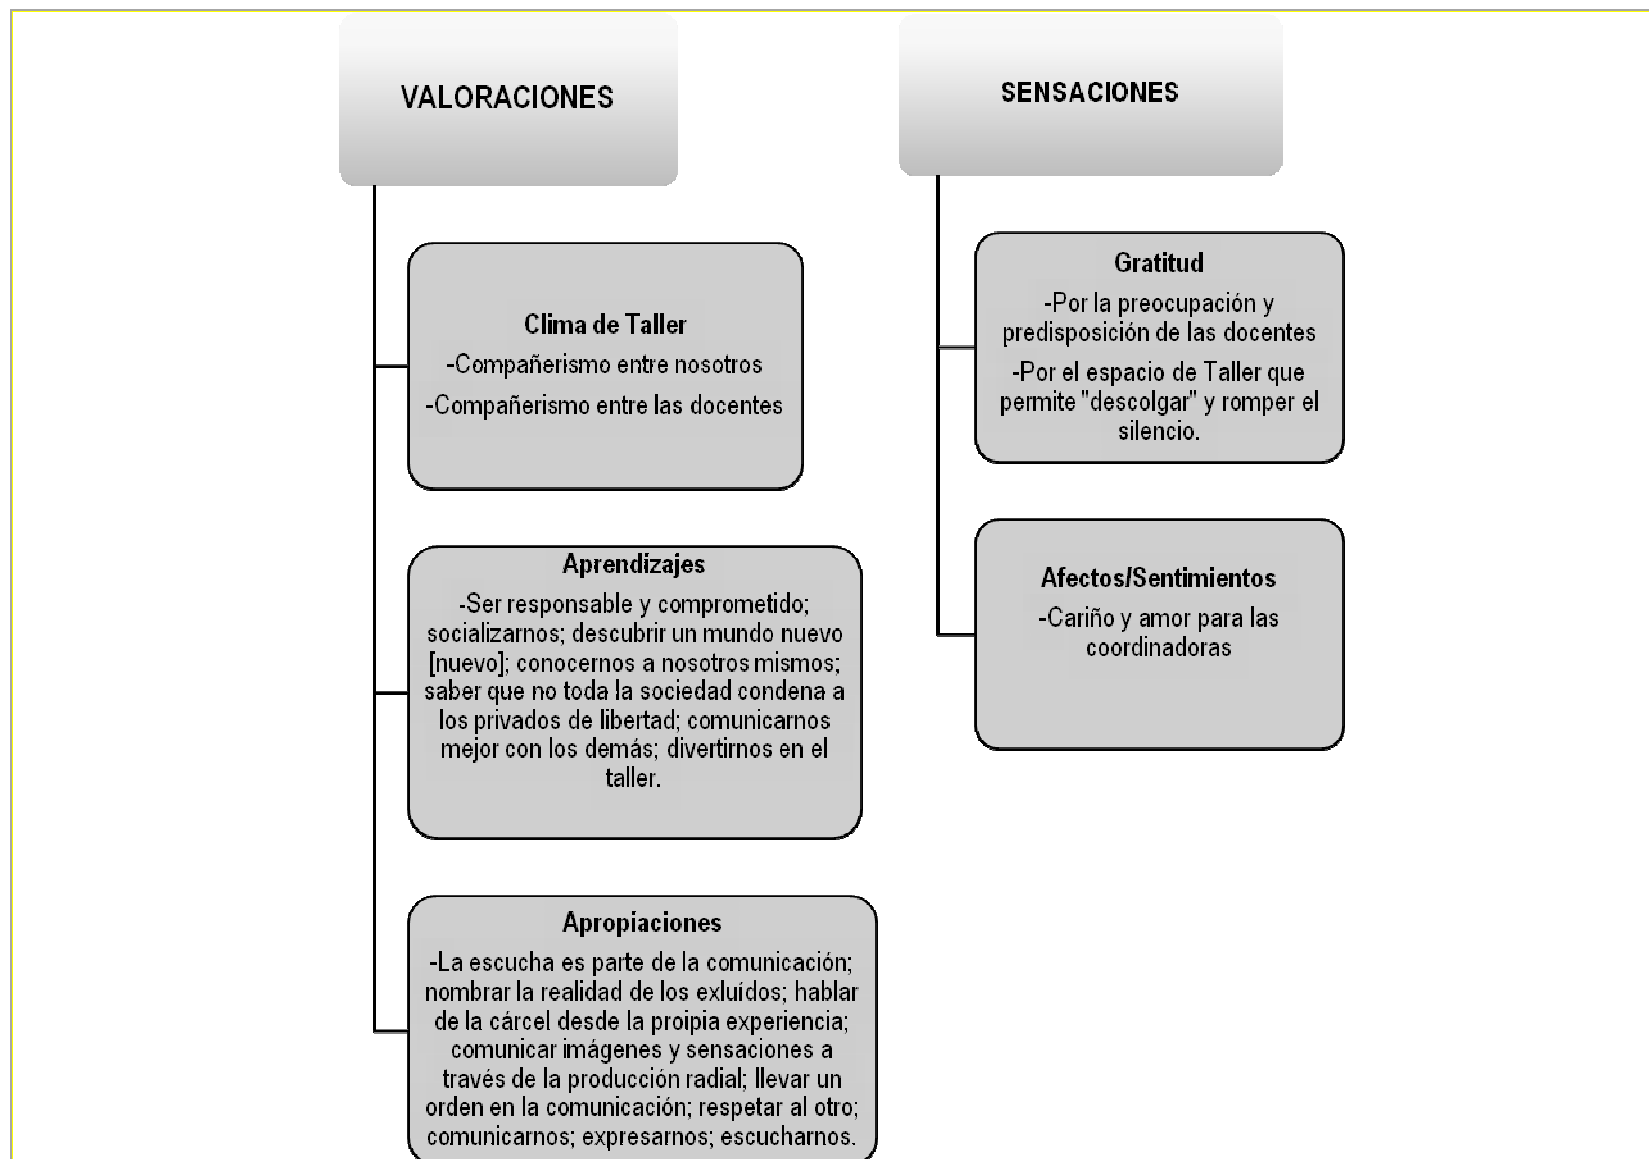 VALORACIONES
Clima de Taller
-Compañerismo entre nosotros
-Compañerismo entre las docentes
Aprendizajes
-Ser responsable y comprometido;
socializarnos; descubrir un mundo nuevo
[nuevo]; conocernos a nosotros mismos;
saber que no toda la sociedad condena a
los privados de libertad; comunicarnos
mejor con los demás; divertirnos en el
taller.
Apropiaciones
-La escucha es parte de la comunicación;
nombrar la realidad de los exluídos; hablar
de la cárcel desde la proipia experiencia;
comunicar imágenes y sensaciones a
través de la producción radial; llevar un
orden en la comunicación; respetar al otro;
comunicarnos; expresarnos; escucharnos.
SENSACIONES
Gratitud
-Por la preocupación y
predisposición de las docentes
-Por el espacio de Taller que
permite "descolgar" y romper el
silencio.
Afectos/Sentimientos
-Cariño y amor para las
coordinadoras